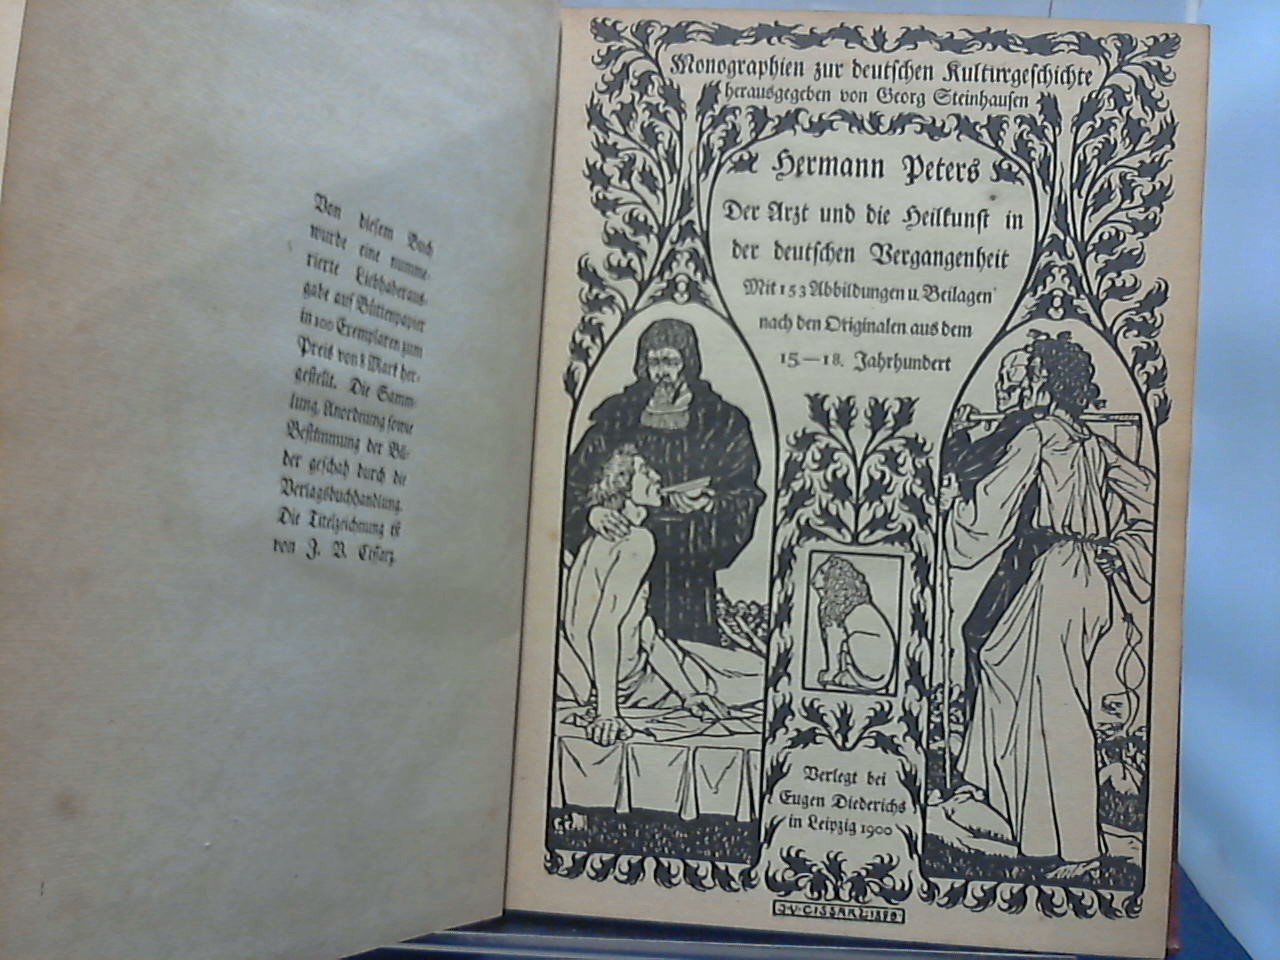 Von diesem Buch
wurde eine numme-
rierte Liebhaberaus-
gabe auf Büttenpapier
in 100 Exemplaren zum
Preis von 8 Mark her-
gestellt. Die Samm-
lung, Anordnung sowie
Bestimmung der Bil-
der geschah durch die
Verlagsbuchhandlung.
Die Titelzeichnung ist
von J. V. Cissarz.
Monographien zur deutschen Kulturgeschichte
herausgegeben von Georg Steinhausen
Hermann Peters
Der Arzt und die Heilkunst in
der deutschen Vergangenheit
Mit 153 Abbildungen u. Beilagen
nach den Originalen aus dem
15—18. Jahrhundert
Verlegt bei
Eugen Diederichs
in Leipzig 1900
J·V·CISSARZ·